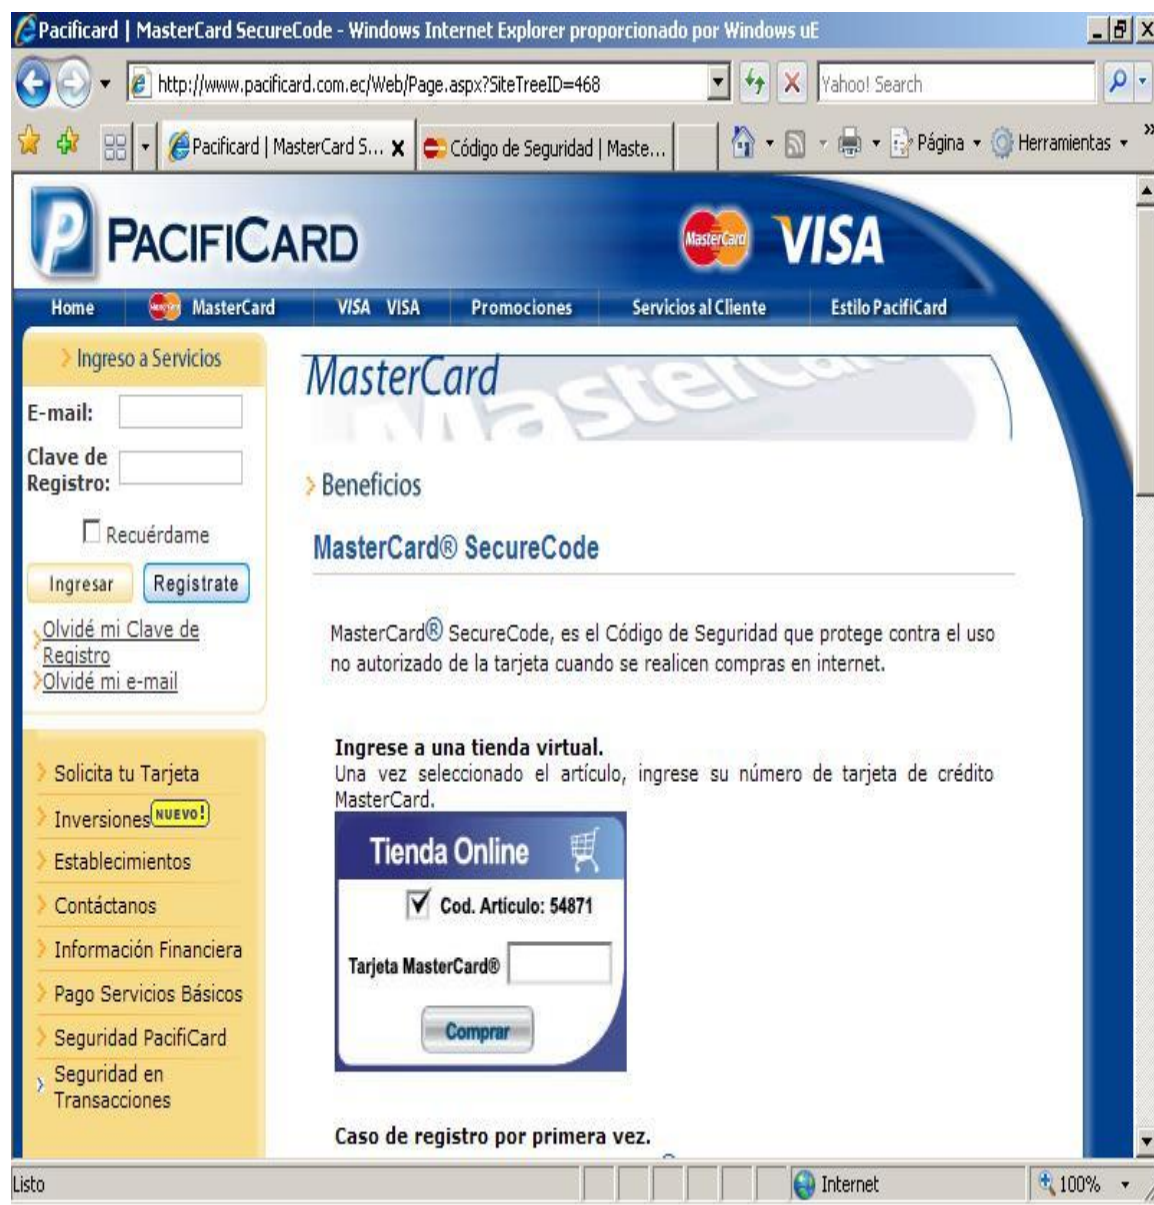 Pacificard | MasterCard SecureCode - Windows Internet Explorer proporcionado por Windows uE
http://www.pacificard.com.ec/Web/Page.aspx?SiteTreeID=468
Yahoo! Search
Pacificard | MasterCard S...
Código de Seguridad | Maste...
Página
Herramientas
PACIFICARD
MasterCard
VISA
Home
MasterCard
VISA VISA
Promociones
Servicios al Cliente
Estilo PacifiCard
Ingreso a Servicios
E-mail:
Clave de
Registro:
Recuérdame
Ingresar
Registrate
Olvidé mi Clave de
Registro
Olvidé mi e-mail
Solicita tu Tarjeta
Inversiones NUEVO!
Establecimientos
Contáctanos
Información Financiera
Pago Servicios Básicos
Seguridad PacifiCard
Seguridad en
Transacciones
MasterCard
MasterCard
Beneficios
MasterCard® SecureCode
MasterCard® SecureCode, es el Código de Seguridad que protege contra el uso
no autorizado de la tarjeta cuando se realicen compras en internet.
Ingrese a una tienda virtual.
Una vez seleccionado el artículo, ingrese su número de tarjeta de crédito
MasterCard.
Tienda Online
Cod. Articulo: 54871
Tarjeta MasterCard®
Comprar
Caso de registro por primera vez.
Listo
Internet
100%